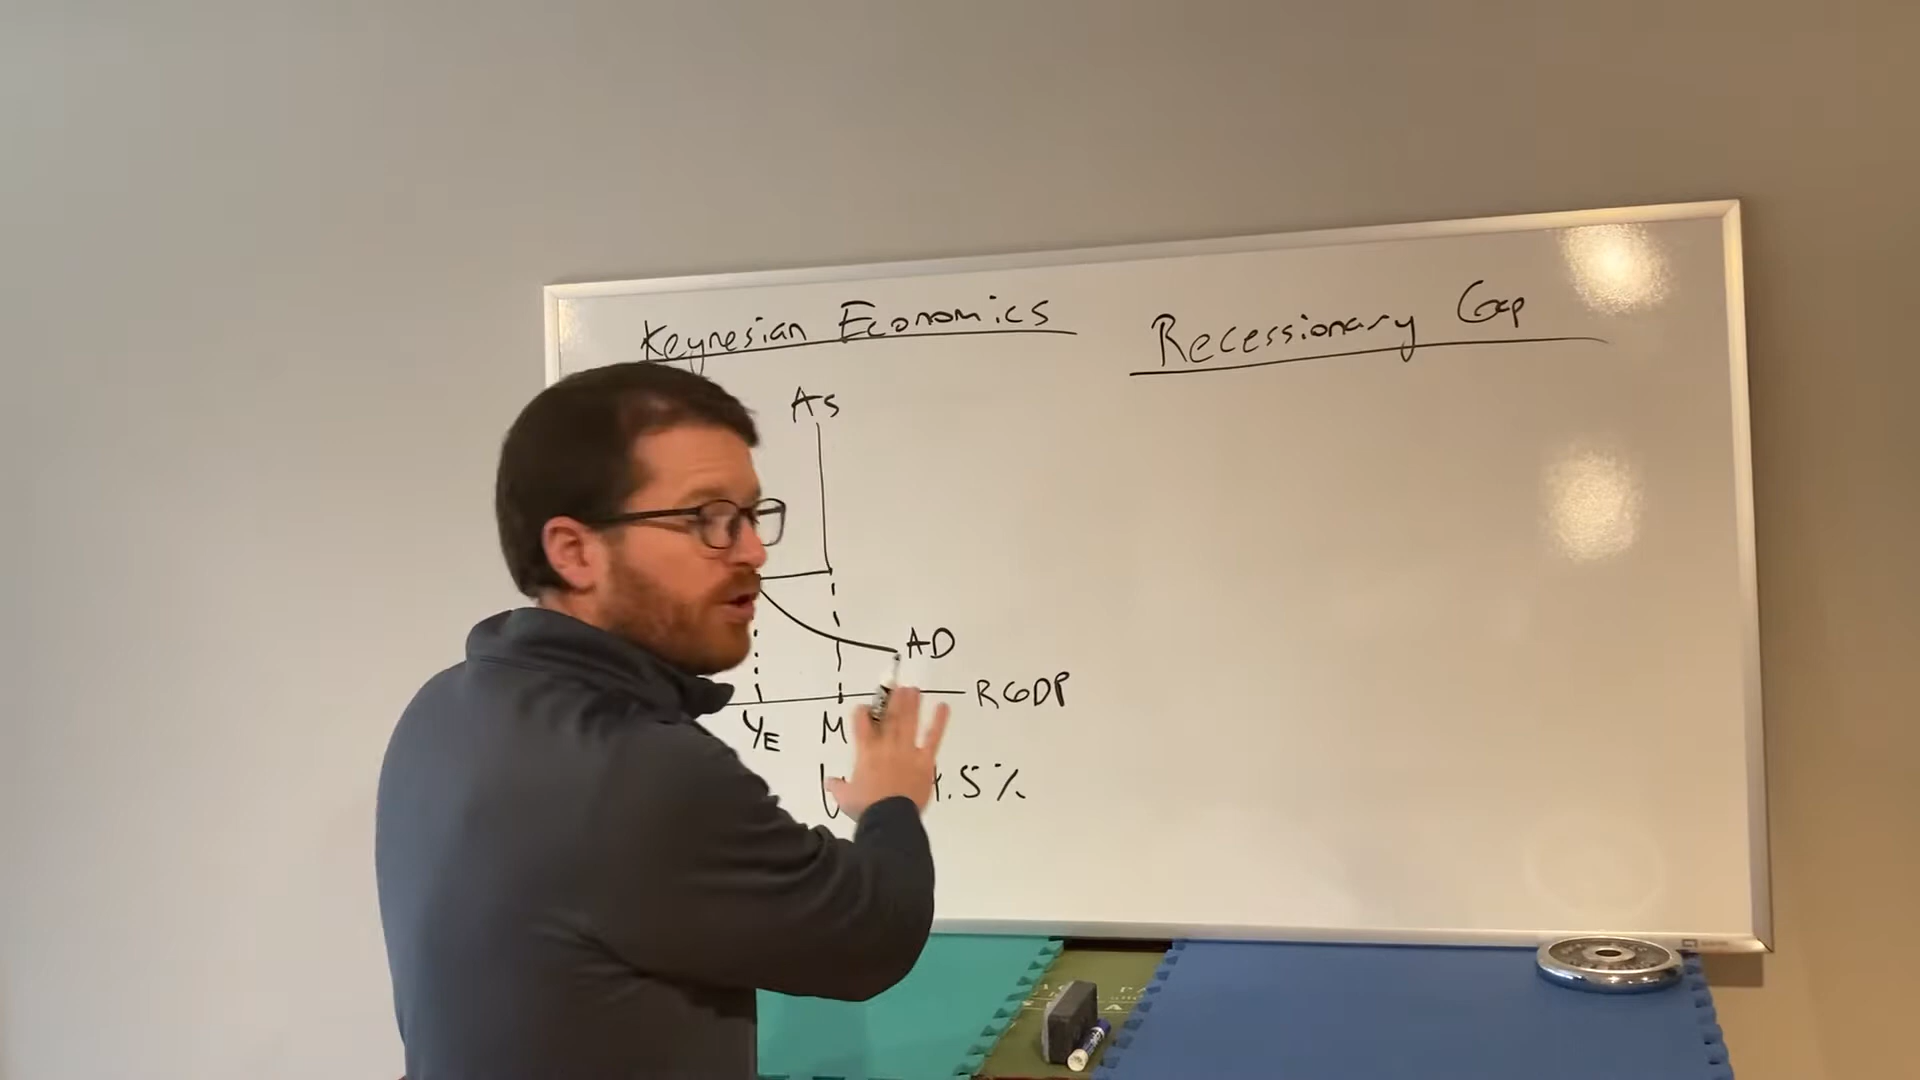 Keynesian Economics
Recessionary Gap
AS
AD
RGDP
YE
M
.5%